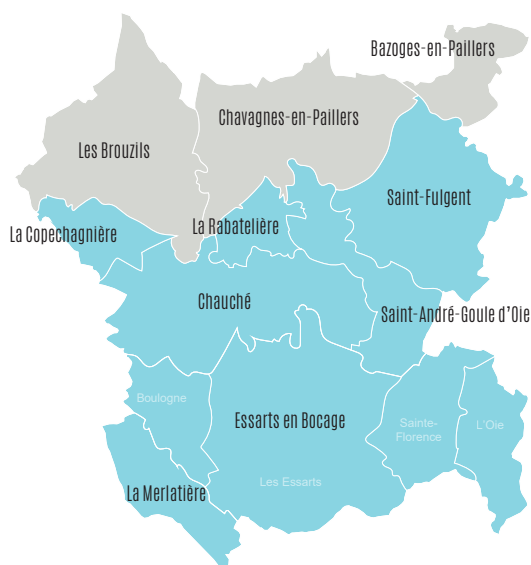 Bazoges-en-Paillers
Chavagnes-en-Paillers
Les Brouzils
Saint-Fulgent
La Rabatelière
La Copechagnière
Chauché
Saint-André-Goule d'Oie
Boulogne
Essarts en Bocage
Sainte-
Florence
L'Oie
Les Essarts
La Merlatière